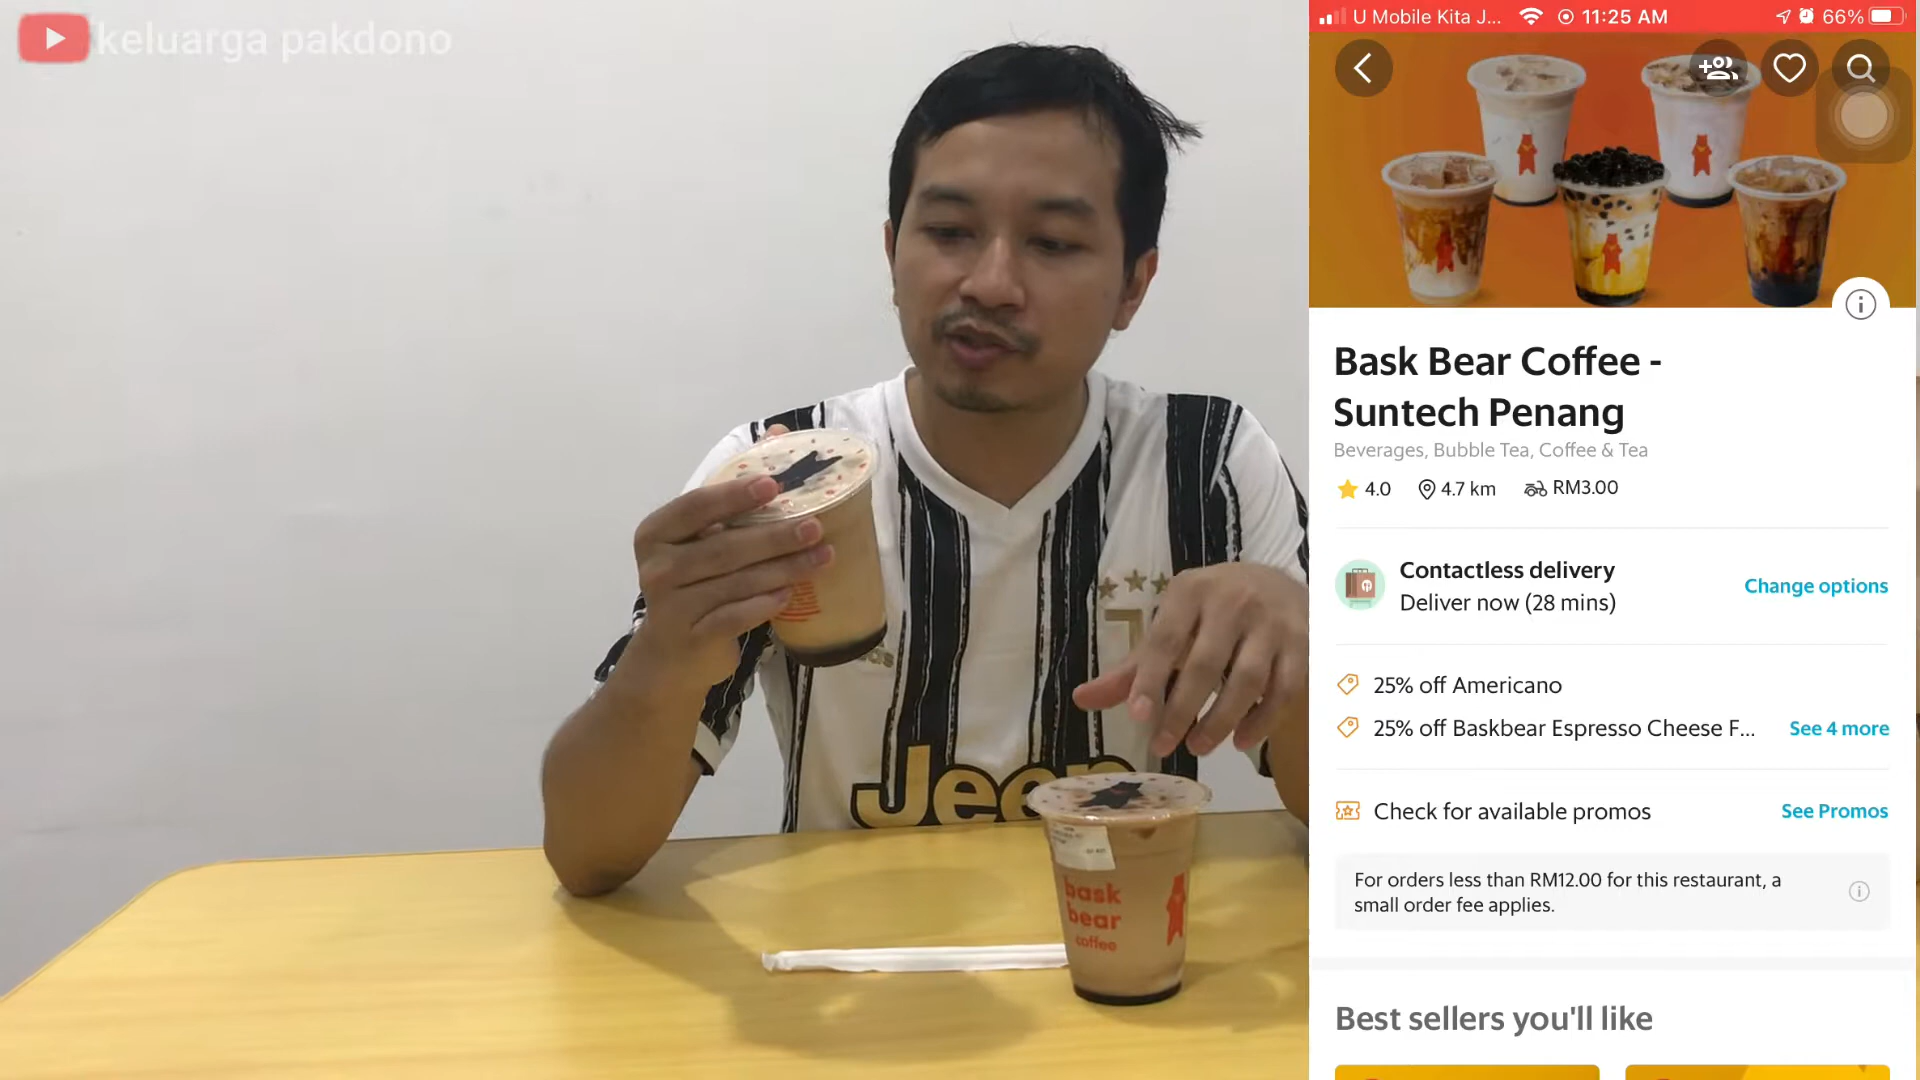 keluarga pakdono
U Mobile Kita J...
11:25 AM
66%
Bask Bear Coffee -
Suntech Penang
Beverages, Bubble Tea, Coffee & Tea
4.0
4.7 km
RM3.00
Contactless delivery
Deliver now (28 mins)
Change options
25% off Americano
25% off Baskbear Espresso Cheese F...
See 4 more
Check for available promos
See Promos
For orders less than RM12.00 for this restaurant, a
small order fee applies.
Best sellers you'll like
Jeep
bask
bear
coffee